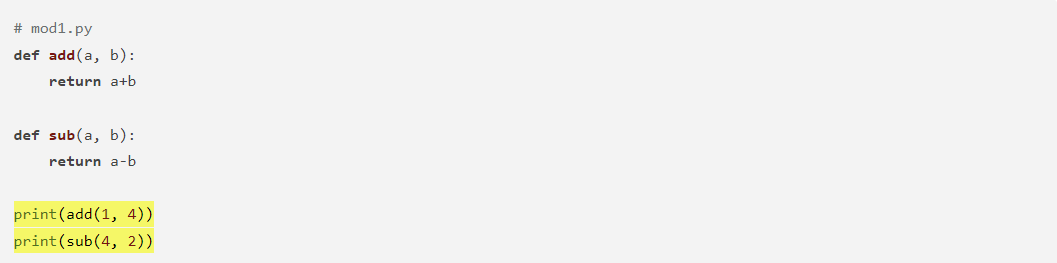 # mod1.py
def add(a, b):
    return a+b

def sub(a, b):
    return a-b

print(add(1, 4))
print(sub(4, 2))